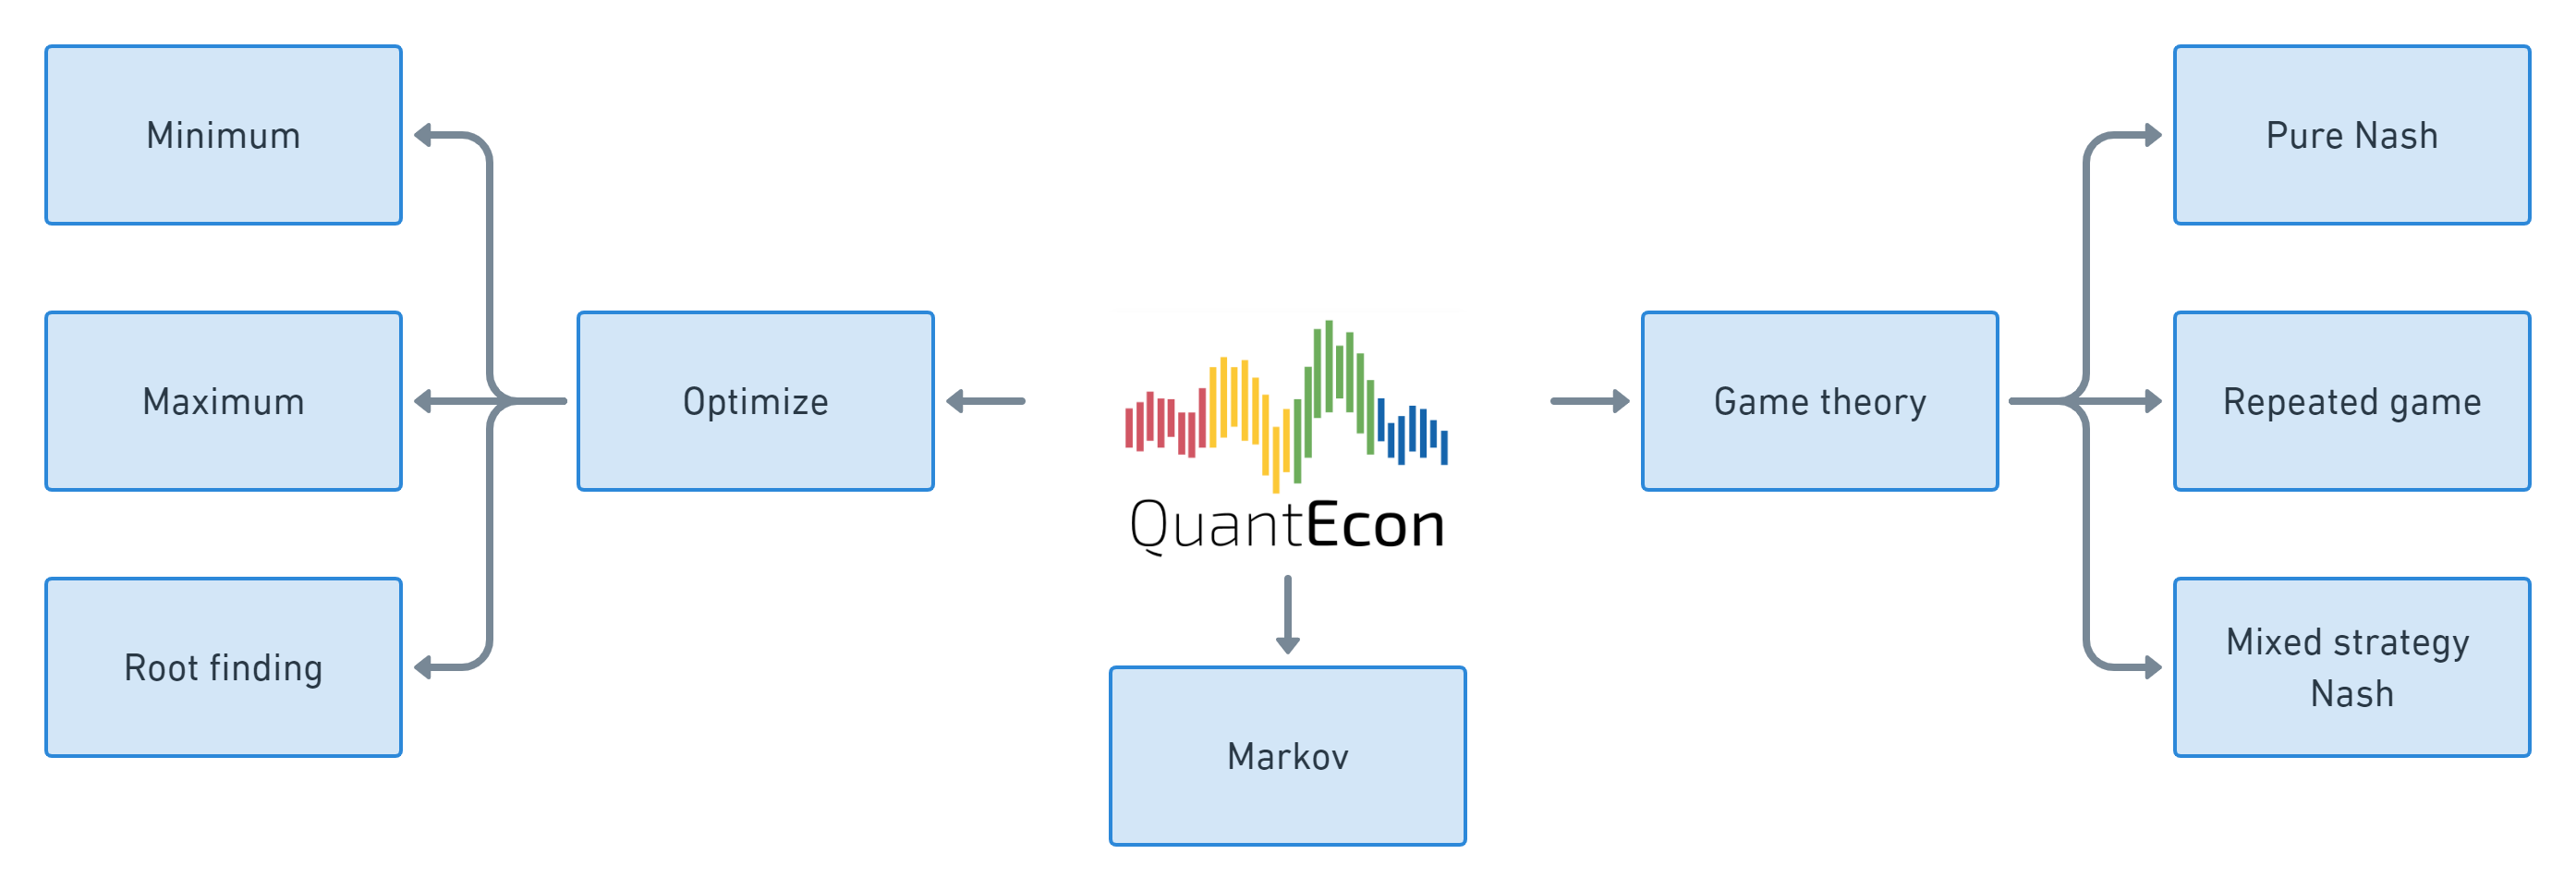 Minimum
Pure Nash
Maximum
Optimize
Game theory
Repeated game
QuantEcon
Root finding
Mixed strategy
Nash
Markov